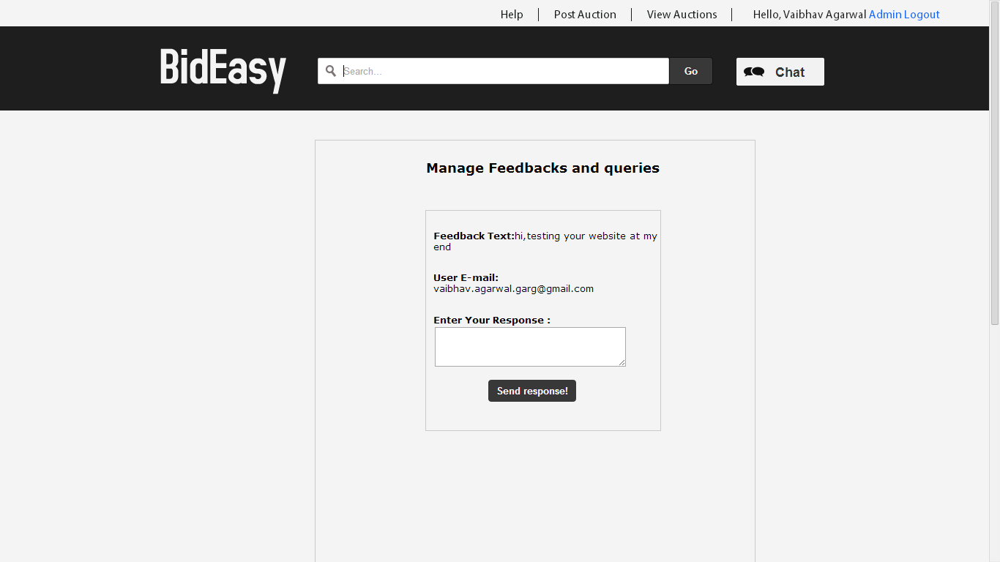 Help Post Auction View Auctions Hello, Vaibhav Agarwal Admin Logout
BidEasy
Search...
Go
Chat
Manage Feedbacks and queries
Feedback Text:hi,testing your website at my
end
User E-mail:
vaibhav.agarwal.garg@gmail.com
Enter Your Response :
Send response!